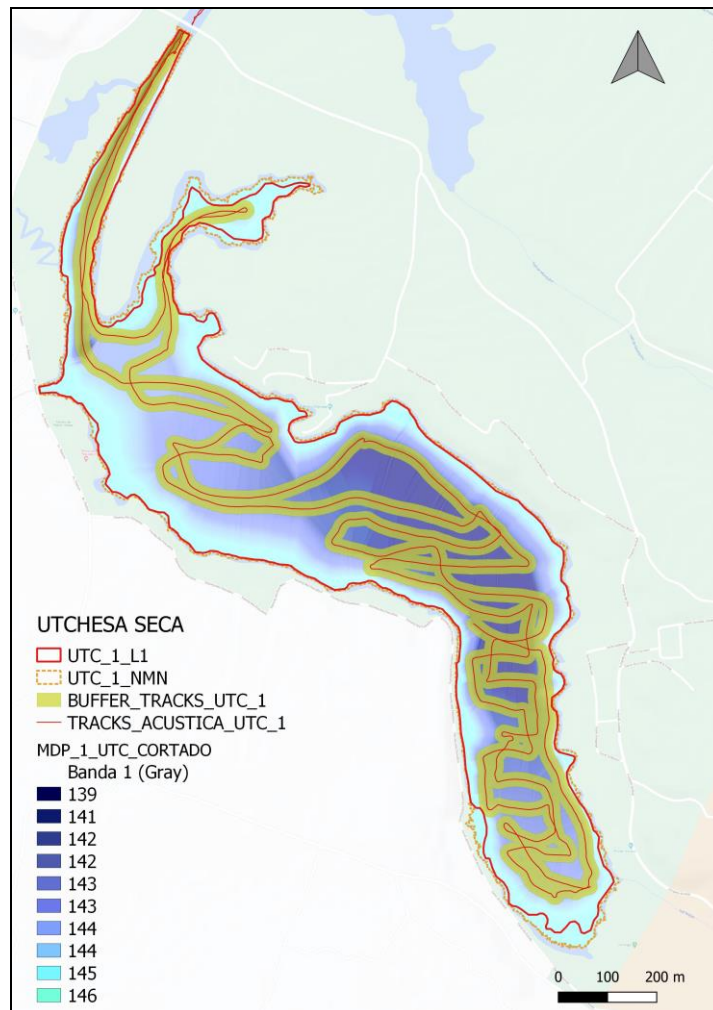 UTCHESA SECA
UTC_1_L1
UTC_1_NMN
BUFFER_TRACKS_UTC_1
TRACKS_ACUSTICA_UTC_1
MDP_1_UTC_CORTADO
Banda 1 (Gray)
139
141
142
142
143
143
144
144
145
146
0 100 200 m